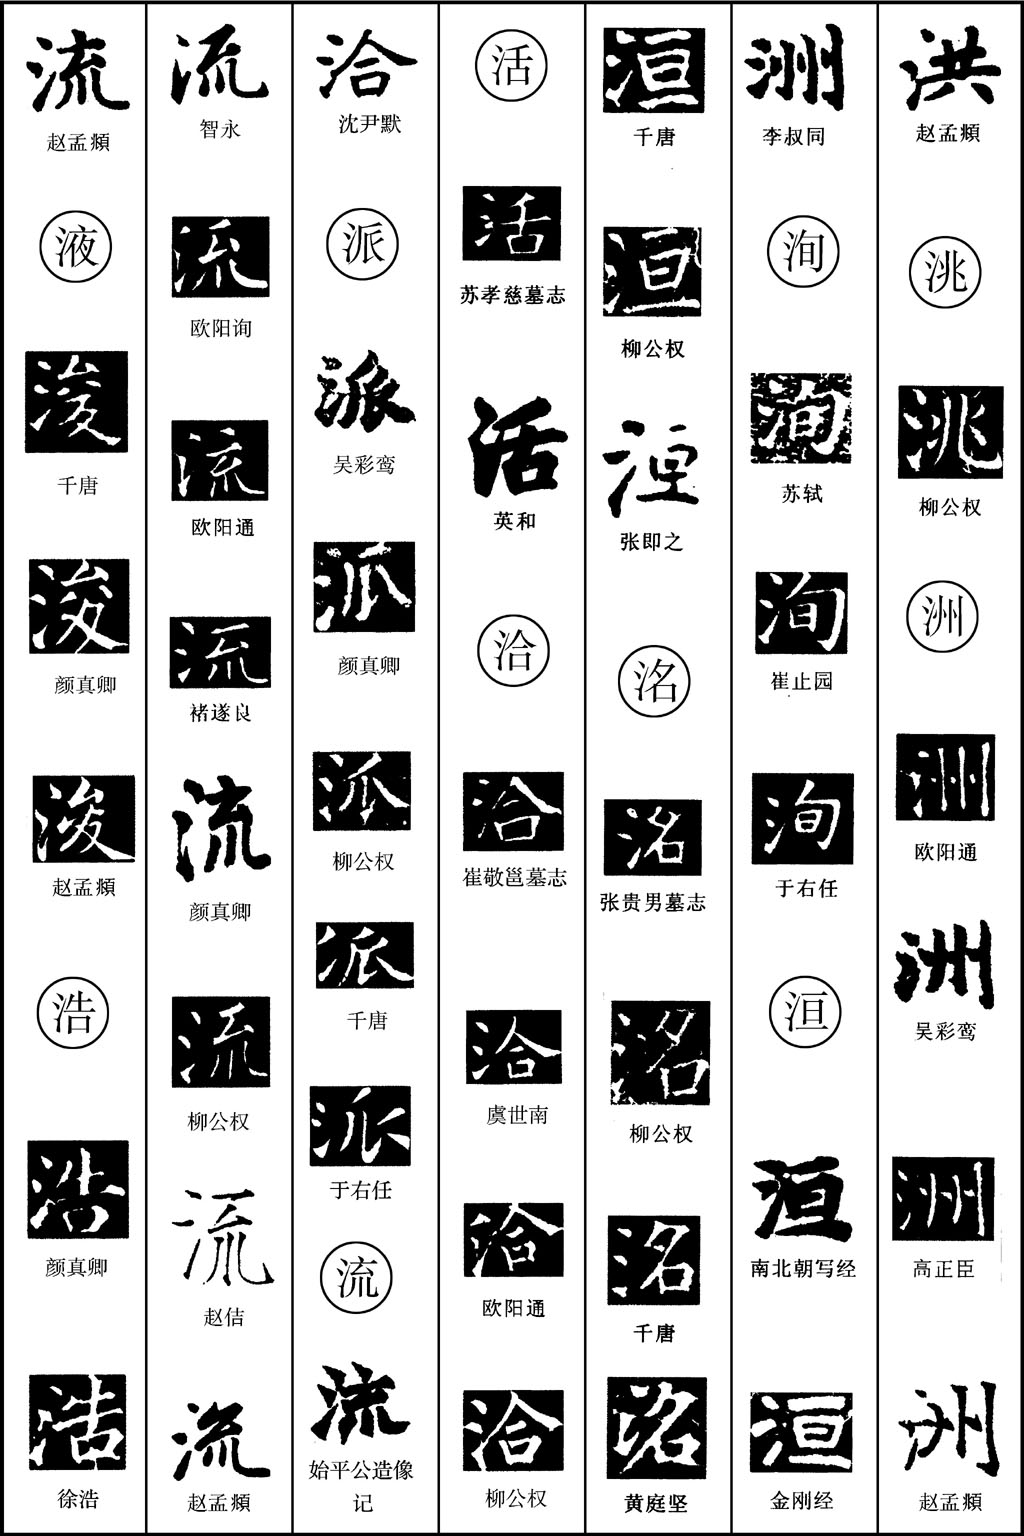 洪
赵孟頫
洮
洮
柳公权
洲
洲
欧阳通
洲
吴彩鸾
洲
高正臣
洲
赵孟頫
洲
李叔同
洵
洵
苏轼
洵
崔止园
洵
于右任
洹
洹
南北朝写经
洹
金刚经
洹
千唐
洹
柳公权
张即之
洛
洛
张贵男墓志
洛
柳公权
洛
千唐
洛
黄庭坚
活
活
苏孝慈墓志
活
英和
洽
洽
崔敬邕墓志
洽
虞世南
洽
欧阳通
洽
柳公权
洽
沈尹默
派
派
吴彩鸾
派
颜真卿
派
柳公权
派
千唐
派
于右任
流
流
始平公造像
记
流
智永
流
欧阳询
流
欧阳通
流
褚遂良
流
颜真卿
流
柳公权
流
赵佶
流
赵孟頫
流
赵孟頫
液
浚
千唐
浚
颜真卿
浚
赵孟頫
浩
浩
颜真卿
浩
徐浩